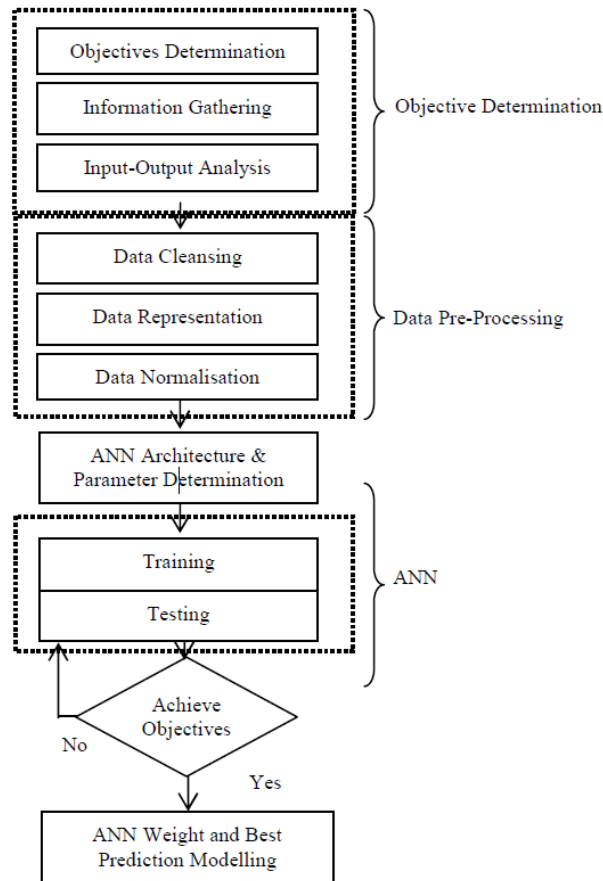 Objectives Determination
Information Gathering
Input-Output Analysis
Objective Determination
Data Cleansing
Data Representation
Data Normalisation
Data Pre-Processing
ANN Architecture &
Parameter Determination
Training
Testing
ANN
Achieve
Objectives
No
Yes
ANN Weight and Best
Prediction Modelling